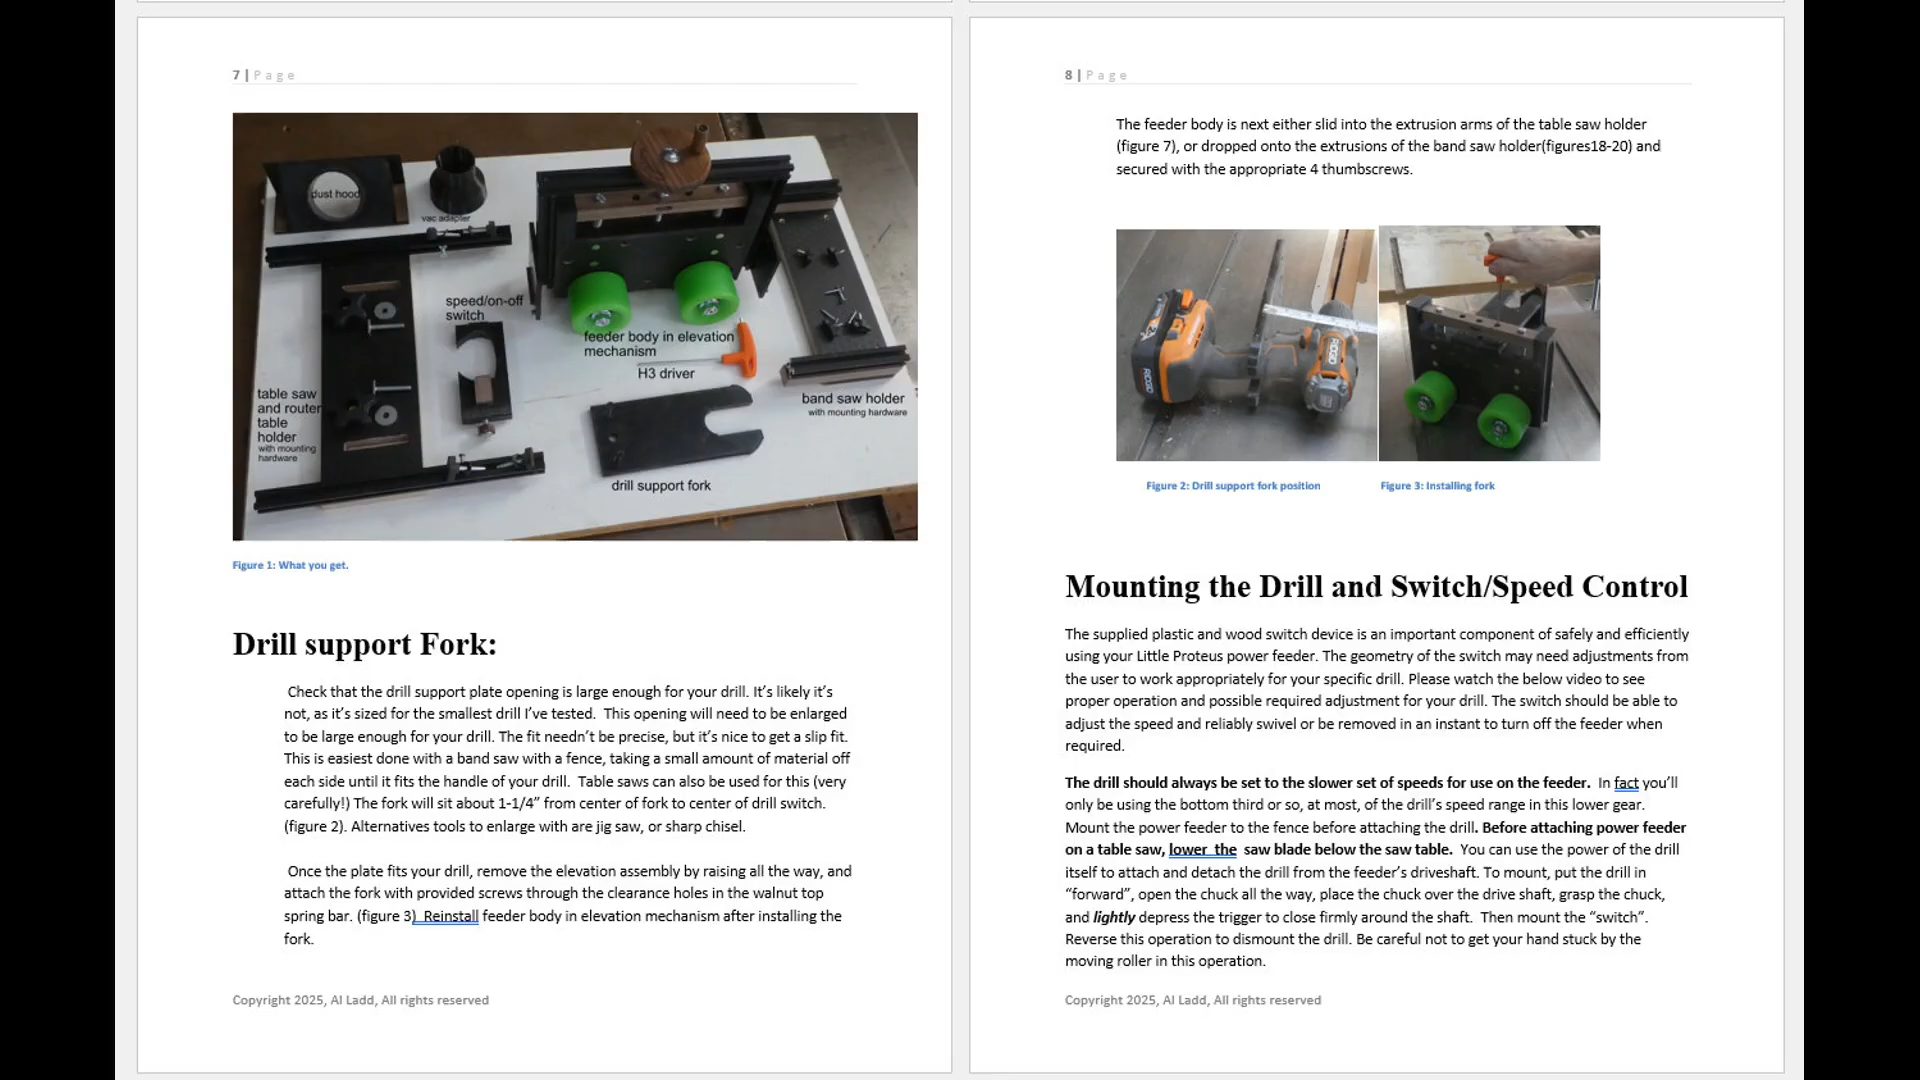 7 | Page
dust hood
vac adapter
speed/on-off
switch
feeder body in elevation
mechanism
H3 driver
table saw
and router
table
holder
with mounting
hardware
band saw holder
with mounting hardware
drill support fork
Figure 1: What you get.
Drill support Fork:
Check that the drill support plate opening is large enough for your drill. It’s likely it’s
not, as it’s sized for the smallest drill I’ve tested.  This opening will need to be enlarged
to be large enough for your drill. The fit needn’t be precise, but it’s nice to get a slip fit.
This is easiest done with a band saw with a fence, taking a small amount of material off
each side until it fits the handle of your drill.  Table saws can also be used for this (very
carefully!) The fork will sit about 1-1/4” from center of fork to center of drill switch.
(figure 2). Alternatives tools to enlarge with are jig saw, or sharp chisel.
Once the plate fits your drill, remove the elevation assembly by raising all the way, and
attach the fork with provided screws through the clearance holes in the walnut top
spring bar. (figure 3)  Reinstall feeder body in elevation mechanism after installing the
fork.
Copyright 2025, Al Ladd, All rights reserved
8 | Page
The feeder body is next either slid into the extrusion arms of the table saw holder
(figure 7), or dropped onto the extrusions of the band saw holder(figures18-20) and
secured with the appropriate 4 thumbscrews.
RIDGID
RIDGID
Figure 2: Drill support fork position
Figure 3: Installing fork
Mounting the Drill and Switch/Speed Control
The supplied plastic and wood switch device is an important component of safely and efficiently
using your Little Proteus power feeder. The geometry of the switch may need adjustments from
the user to work appropriately for your specific drill. Please watch the below video to see
proper operation and possible required adjustment for your drill. The switch should be able to
adjust the speed and reliably swivel or be removed in an instant to turn off the feeder when
required.
The drill should always be set to the slower set of speeds for use on the feeder.  In fact you’ll
only be using the bottom third or so, at most, of the drill’s speed range in this lower gear.
Mount the power feeder to the fence before attaching the drill. Before attaching power feeder
on a table saw, lower  the  saw blade below the saw table.  You can use the power of the drill
itself to attach and detach the drill from the feeder’s driveshaft. To mount, put the drill in
“forward”, open the chuck all the way, place the chuck over the drive shaft, grasp the chuck,
and lightly depress the trigger to close firmly around the shaft.  Then mount the “switch”.
Reverse this operation to dismount the drill. Be careful not to get your hand stuck by the
moving roller in this operation.
Copyright 2025, Al Ladd, All rights reserved